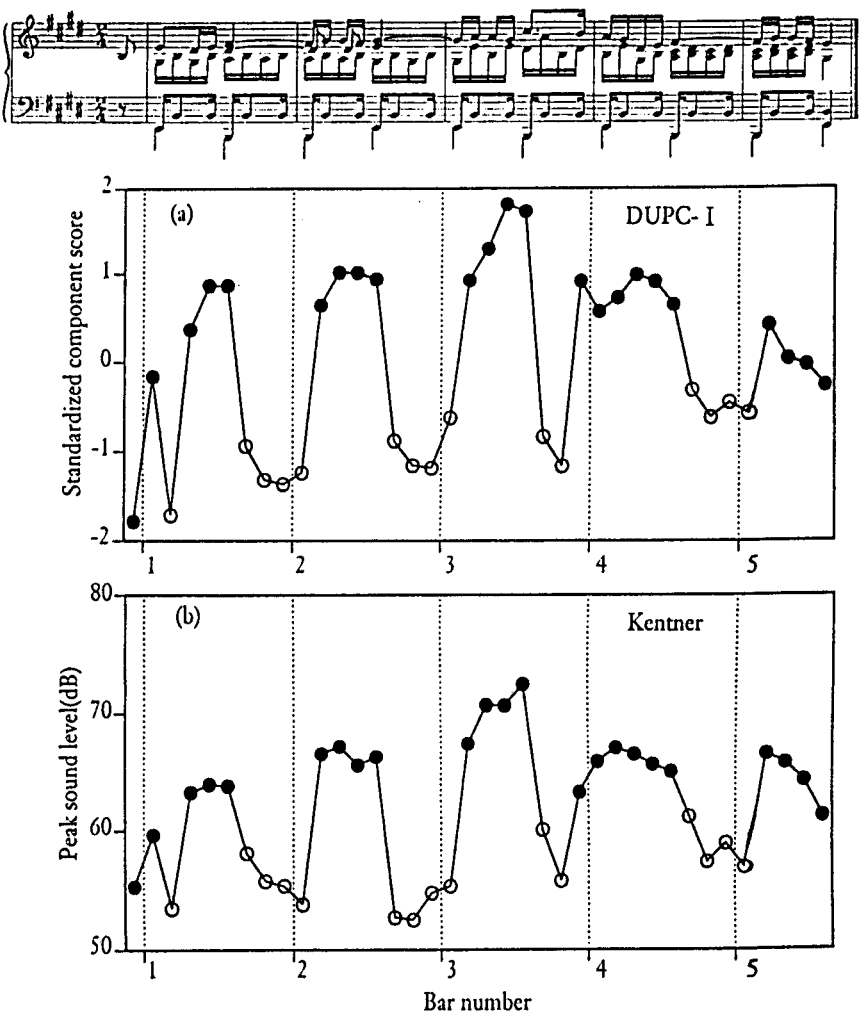 2
(a)
DUPC- I
1
0
-1
-2
Standardized component score
1 2 3 4 5
80
(b)
Kentner
70
60
50
Peak sound level(dB)
1 2 3 4 5
Bar number